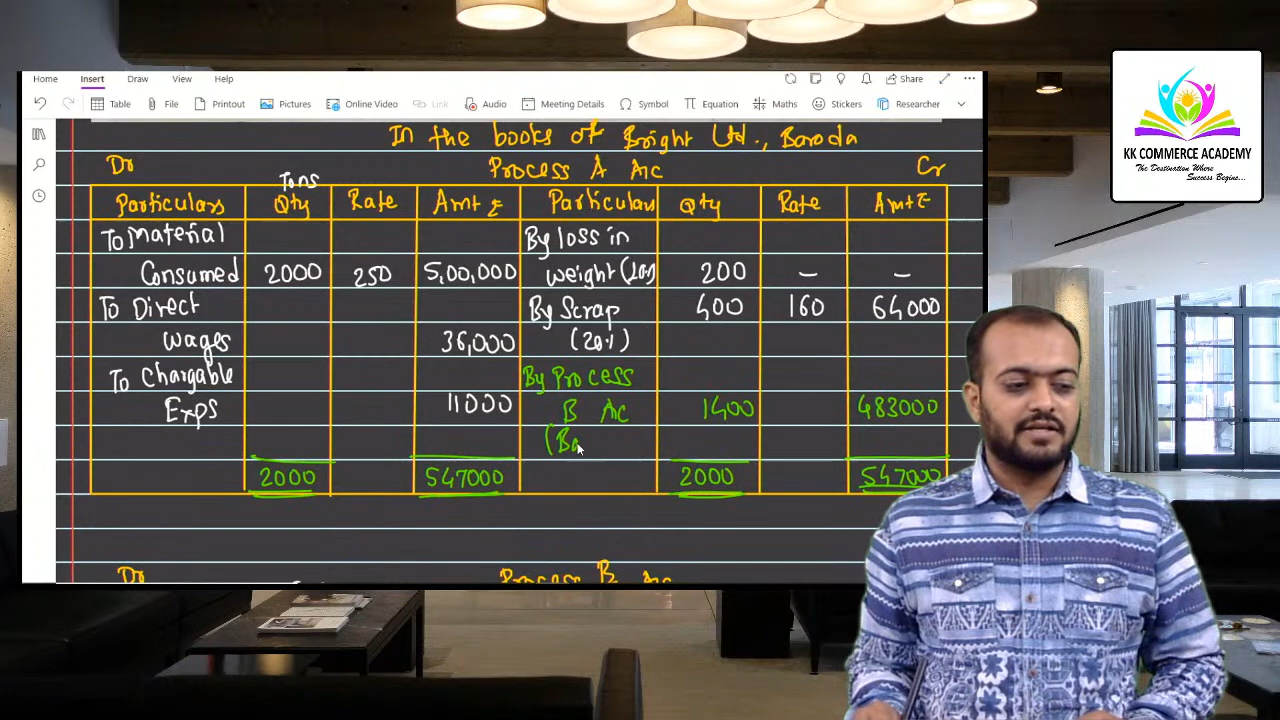 Home Insert Draw View Help Share
Table File Printout Pictures Online Video Link Audio Meeting Details Symbol Equation Maths Stickers Researcher
KK COMMERCE ACADEMY
The Destination Where
Success Begins...
In the books of Bright Ltd., Baroda
Dr Process A A/c Cr
Tons
Particulars Qty Rate Amt ₹ Particulars Qty Rate Amt ₹
To Material By loss in
Consumed 2000 250 5,00,000 weight (10%) 200 – –
To Direct By Scrap 400 160 64000
wages 36,000 (20%)
To Chargable By Process
Exps 11000 B A/c 1400 483000
(Ba
2000 547000 2000 547000
Dr Process B A/c